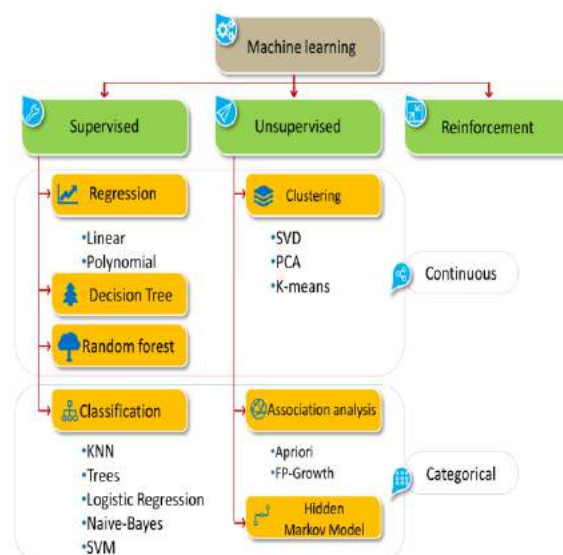 Machine learning
Supervised
Unsupervised
Reinforcement
Regression
•Linear
•Polynomial
Decision Tree
Random forest
Clustering
•SVD
•PCA
•K-means
Continuous
Classification
•KNN
•Trees
•Logistic Regression
•Naive-Bayes
•SVM
Association analysis
•Apriori
•FP-Growth
Hidden
Markov Model
Categorical